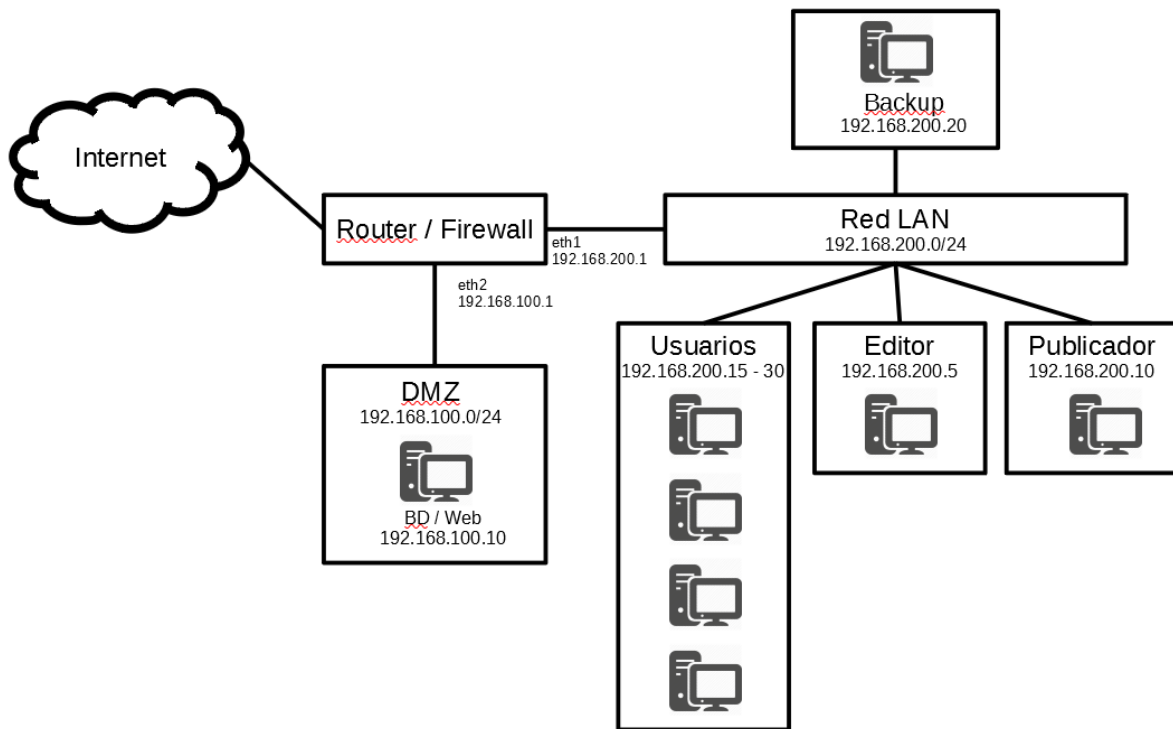 Backup
192.168.200.20
Internet
Router / Firewall
eth1
192.168.200.1
Red LAN
192.168.200.0/24
eth2
192.168.100.1
DMZ
192.168.100.0/24
BD / Web
192.168.100.10
Usuarios
192.168.200.15 - 30
Editor
192.168.200.5
Publicador
192.168.200.10